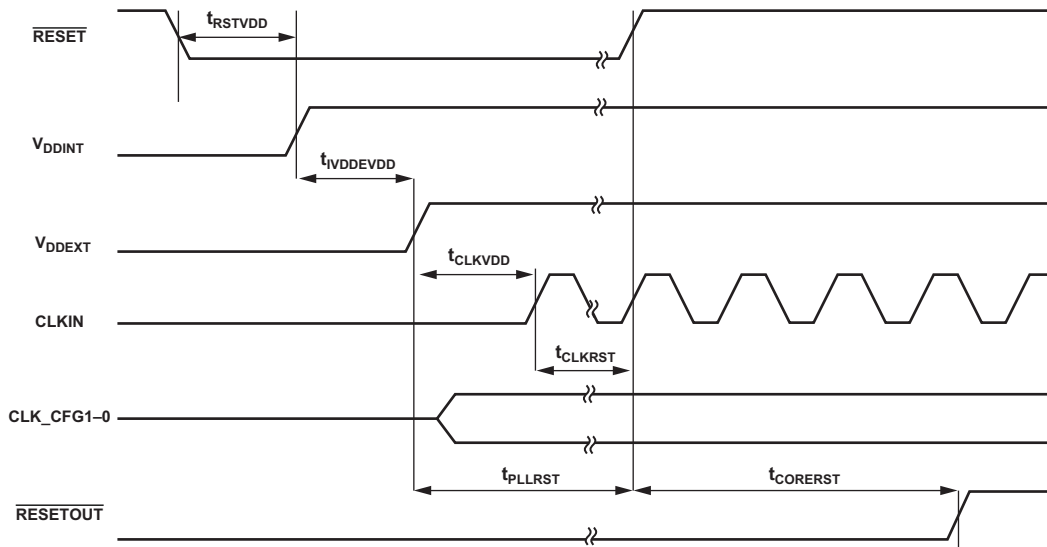 tRSTVDD
RESET
VDDINT
tIVDDEVDD
VDDEXT
tCLKVDD
CLKIN
tCLKRST
CLK_CFG1–0
tPLLRST
tCORERST
RESETOUT